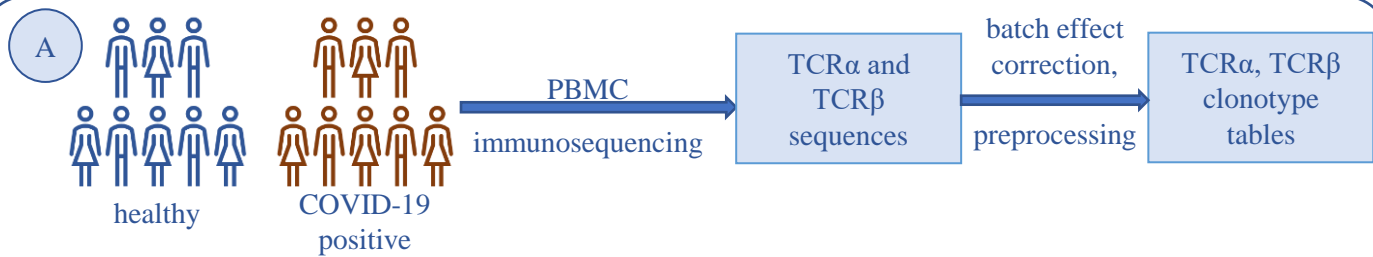 A
healthy
COVID-19
positive
PBMC
immunosequencing
TCRα and
TCRβ
sequences
batch effect
correction,
preprocessing
TCRα, TCRβ
clonotype
tables